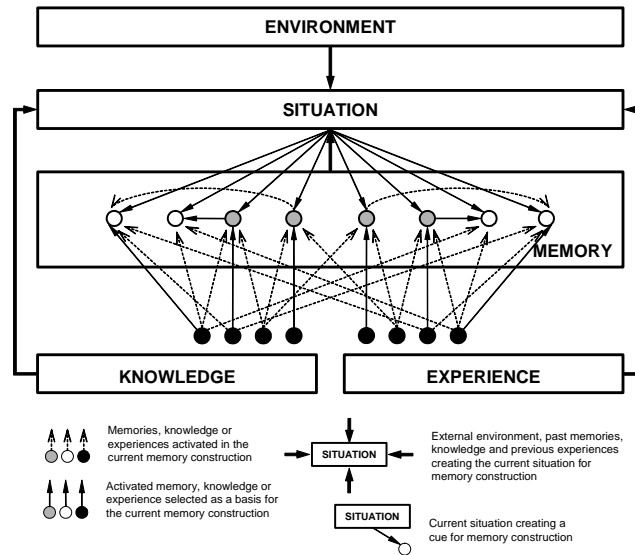 ENVIRONMENT
SITUATION
MEMORY
KNOWLEDGE
EXPERIENCE
Memories, knowledge or
experiences activated in the
current memory construction
Activated memory, knowledge or
experience selected as a basis for
the current memory construction
SITUATION
External environment, past memories,
knowledge and previous experiences
creating the current situation for
memory construction
SITUATION
Current situation creating a
cue for memory construction